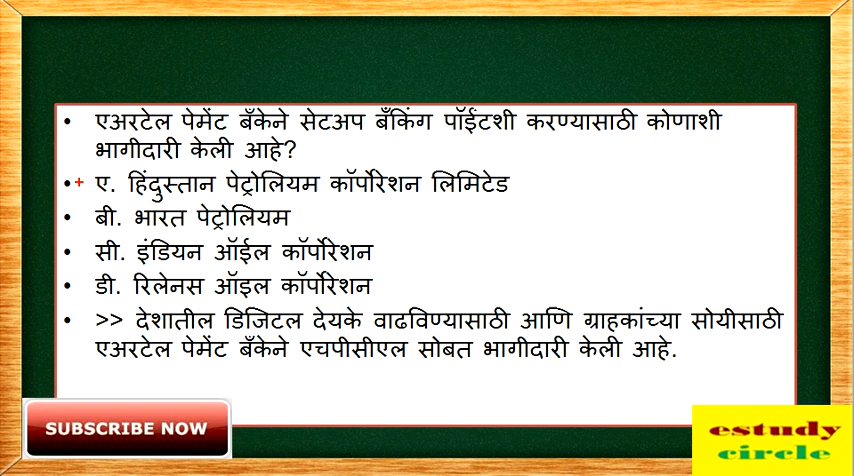 • एअरटेल पेमेंट बँकेने सेटअप बँकिंग पॉईंटशी करण्यासाठी कोणाशी
भागीदारी केली आहे?
•+ ए. हिंदुस्तान पेट्रोलियम कॉर्पोरेशन लिमिटेड
• बी. भारत पेट्रोलियम
• सी. इंडियन ऑईल कॉर्पोरेशन
• डी. रिलेनस ऑइल कॉर्पोरेशन
• >> देशातील डिजिटल देयके वाढविण्यासाठी आणि ग्राहकांच्या सोयीसाठी
एअरटेल पेमेंट बँकेने एचपीसीएल सोबत भागीदारी केली आहे.
SUBSCRIBE NOW
estudy
circle